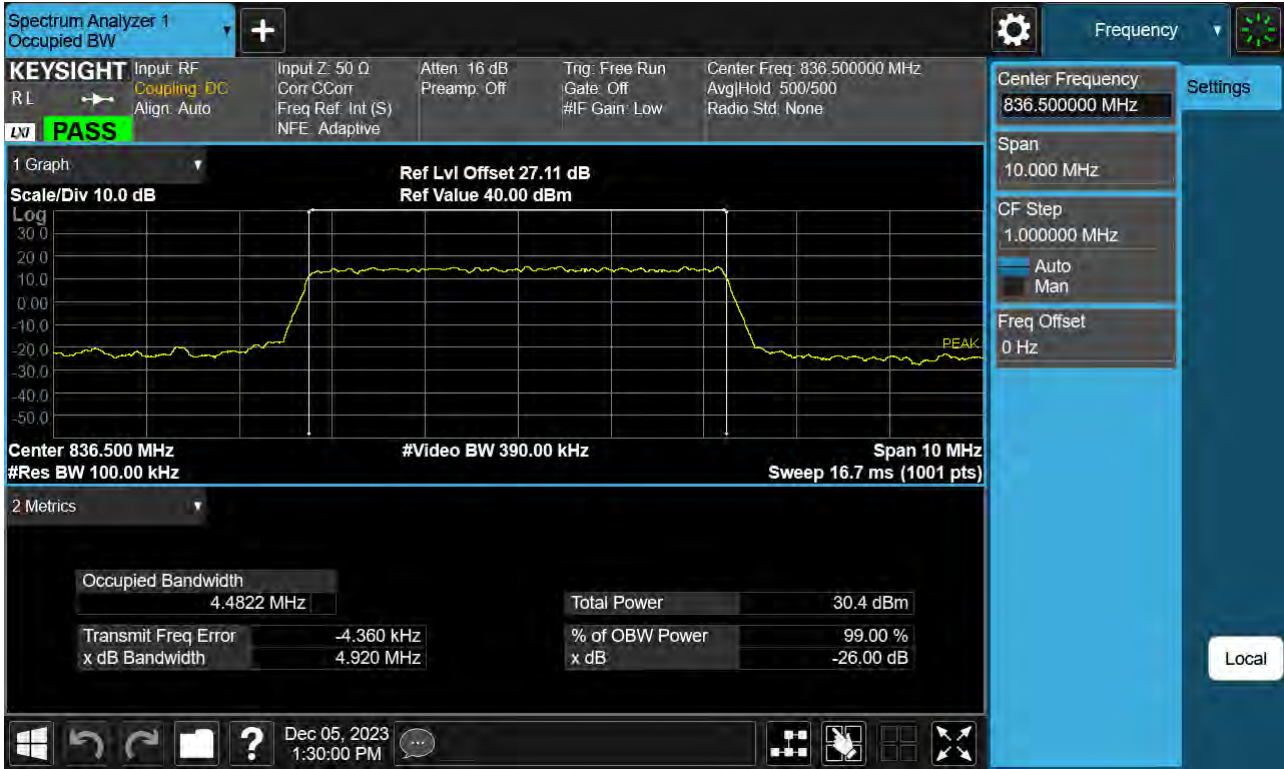 Spectrum Analyzer 1
Occupied BW
Frequency
KEYSIGHT
R L
LXI
PASS
Input: RF
Coupling: DC
Align: Auto
Input Z: 50 Ω
Corr CCorr
Freq Ref: Int (S)
NFE: Adaptive
Atten: 16 dB
Preamp: Off
Trig: Free Run
Gate: Off
#IF Gain: Low
Center Freq: 836.500000 MHz
Avg|Hold: 500/500
Radio Std: None
1 Graph
Scale/Div 10.0 dB
Ref Lvl Offset 27.11 dB
Ref Value 40.00 dBm
Log
30.0
20.0
10.0
0.00
-10.0
-20.0
-30.0
-40.0
-50.0
PEAK
Center 836.500 MHz
#Video BW 390.00 kHz
Span 10 MHz
#Res BW 100.00 kHz
Sweep 16.7 ms (1001 pts)
2 Metrics
Occupied Bandwidth
4.4822 MHz
Total Power 30.4 dBm
Transmit Freq Error -4.360 kHz
% of OBW Power 99.00 %
x dB Bandwidth 4.920 MHz
x dB -26.00 dB
Center Frequency
836.500000 MHz
Settings
Span
10.000 MHz
CF Step
1.000000 MHz
Auto
Man
Freq Offset
0 Hz
Local
?
Dec 05, 2023
1:30:00 PM